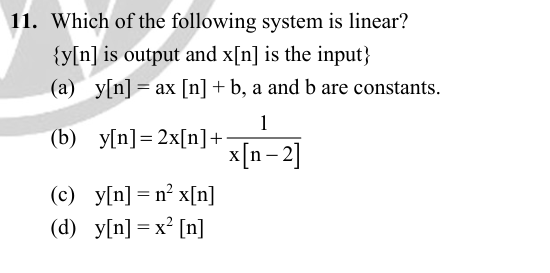 11. Which of the following system is linear?
{y[n] is output and x[n] is the input}
(a) y[n] = ax [n] + b, a and b are constants.
(b) y[n] = 2x[n] + 1/x[n – 2]
(c) y[n] = n² x[n]
(d) y[n] = x² [n]